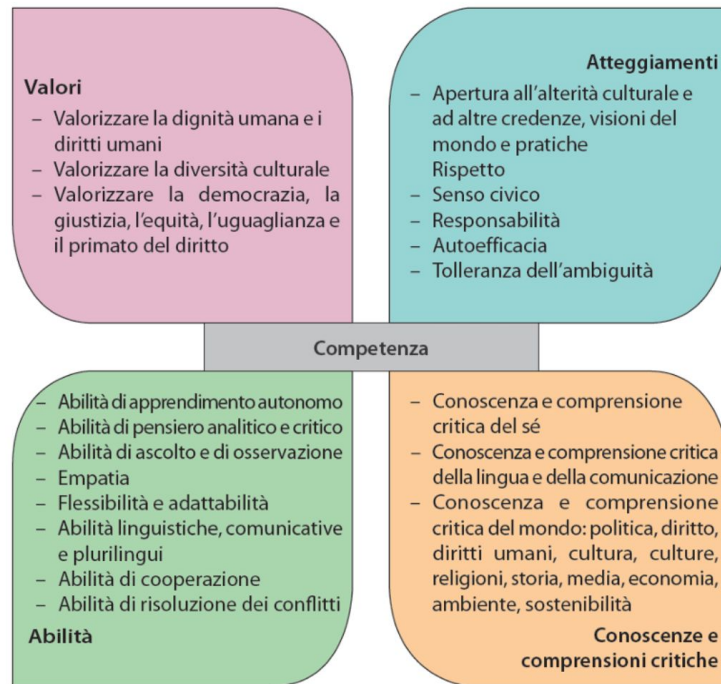 Valori
– Valorizzare la dignità umana e i
diritti umani
– Valorizzare la diversità culturale
– Valorizzare la democrazia, la
giustizia, l'equità, l'uguaglianza e
il primato del diritto
Atteggiamenti
– Apertura all'alterità culturale e
ad altre credenze, visioni del
mondo e pratiche
Rispetto
– Senso civico
– Responsabilità
– Autoefficacia
– Tolleranza dell'ambiguità
Competenza
– Abilità di apprendimento autonomo
– Abilità di pensiero analitico e critico
– Abilità di ascolto e di osservazione
– Empatia
– Flessibilità e adattabilità
– Abilità linguistiche, comunicative
e plurilingui
– Abilità di cooperazione
– Abilità di risoluzione dei conflitti
Abilità
– Conoscenza e comprensione
critica del sé
– Conoscenza e comprensione critica
della lingua e della comunicazione
– Conoscenza e comprensione
critica del mondo: politica, diritto,
diritti umani, cultura, culture,
religioni, storia, media, economia,
ambiente, sostenibilità
Conoscenze e
comprensioni critiche